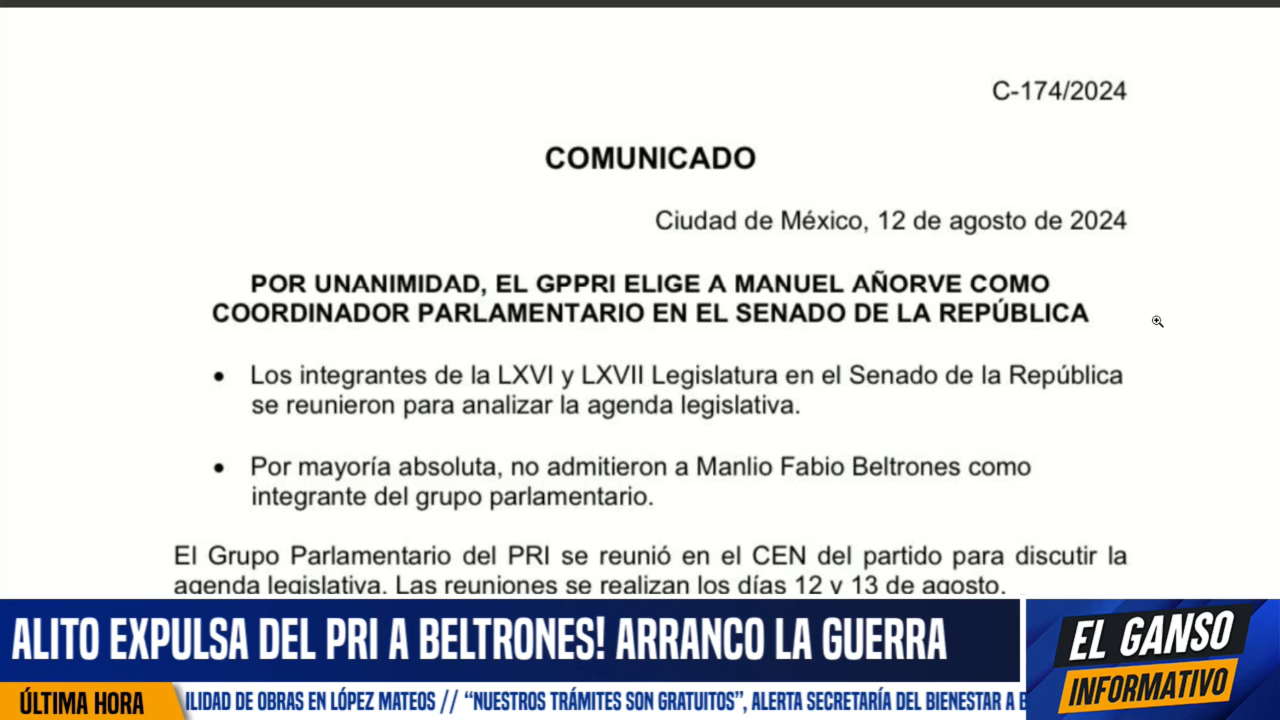 C-174/2024
COMUNICADO
Ciudad de México, 12 de agosto de 2024
POR UNANIMIDAD, EL GPPRI ELIGE A MANUEL AÑORVE COMO
COORDINADOR PARLAMENTARIO EN EL SENADO DE LA REPÚBLICA
• Los integrantes de la LXVI y LXVII Legislatura en el Senado de la República
se reunieron para analizar la agenda legislativa.
• Por mayoría absoluta, no admitieron a Manlio Fabio Beltrones como
integrante del grupo parlamentario.
El Grupo Parlamentario del PRI se reunió en el CEN del partido para discutir la
agenda legislativa. Las reuniones se realizan los días 12 y 13 de agosto.
ALITO EXPULSA DEL PRI A BELTRONES! ARRANCO LA GUERRA
EL GANSO
INFORMATIVO
ÚLTIMA HORA
ILIDAD DE OBRAS EN LÓPEZ MATEOS // “NUESTROS TRÁMITES SON GRATUITOS”, ALERTA SECRETARÍA DEL BIENESTAR A